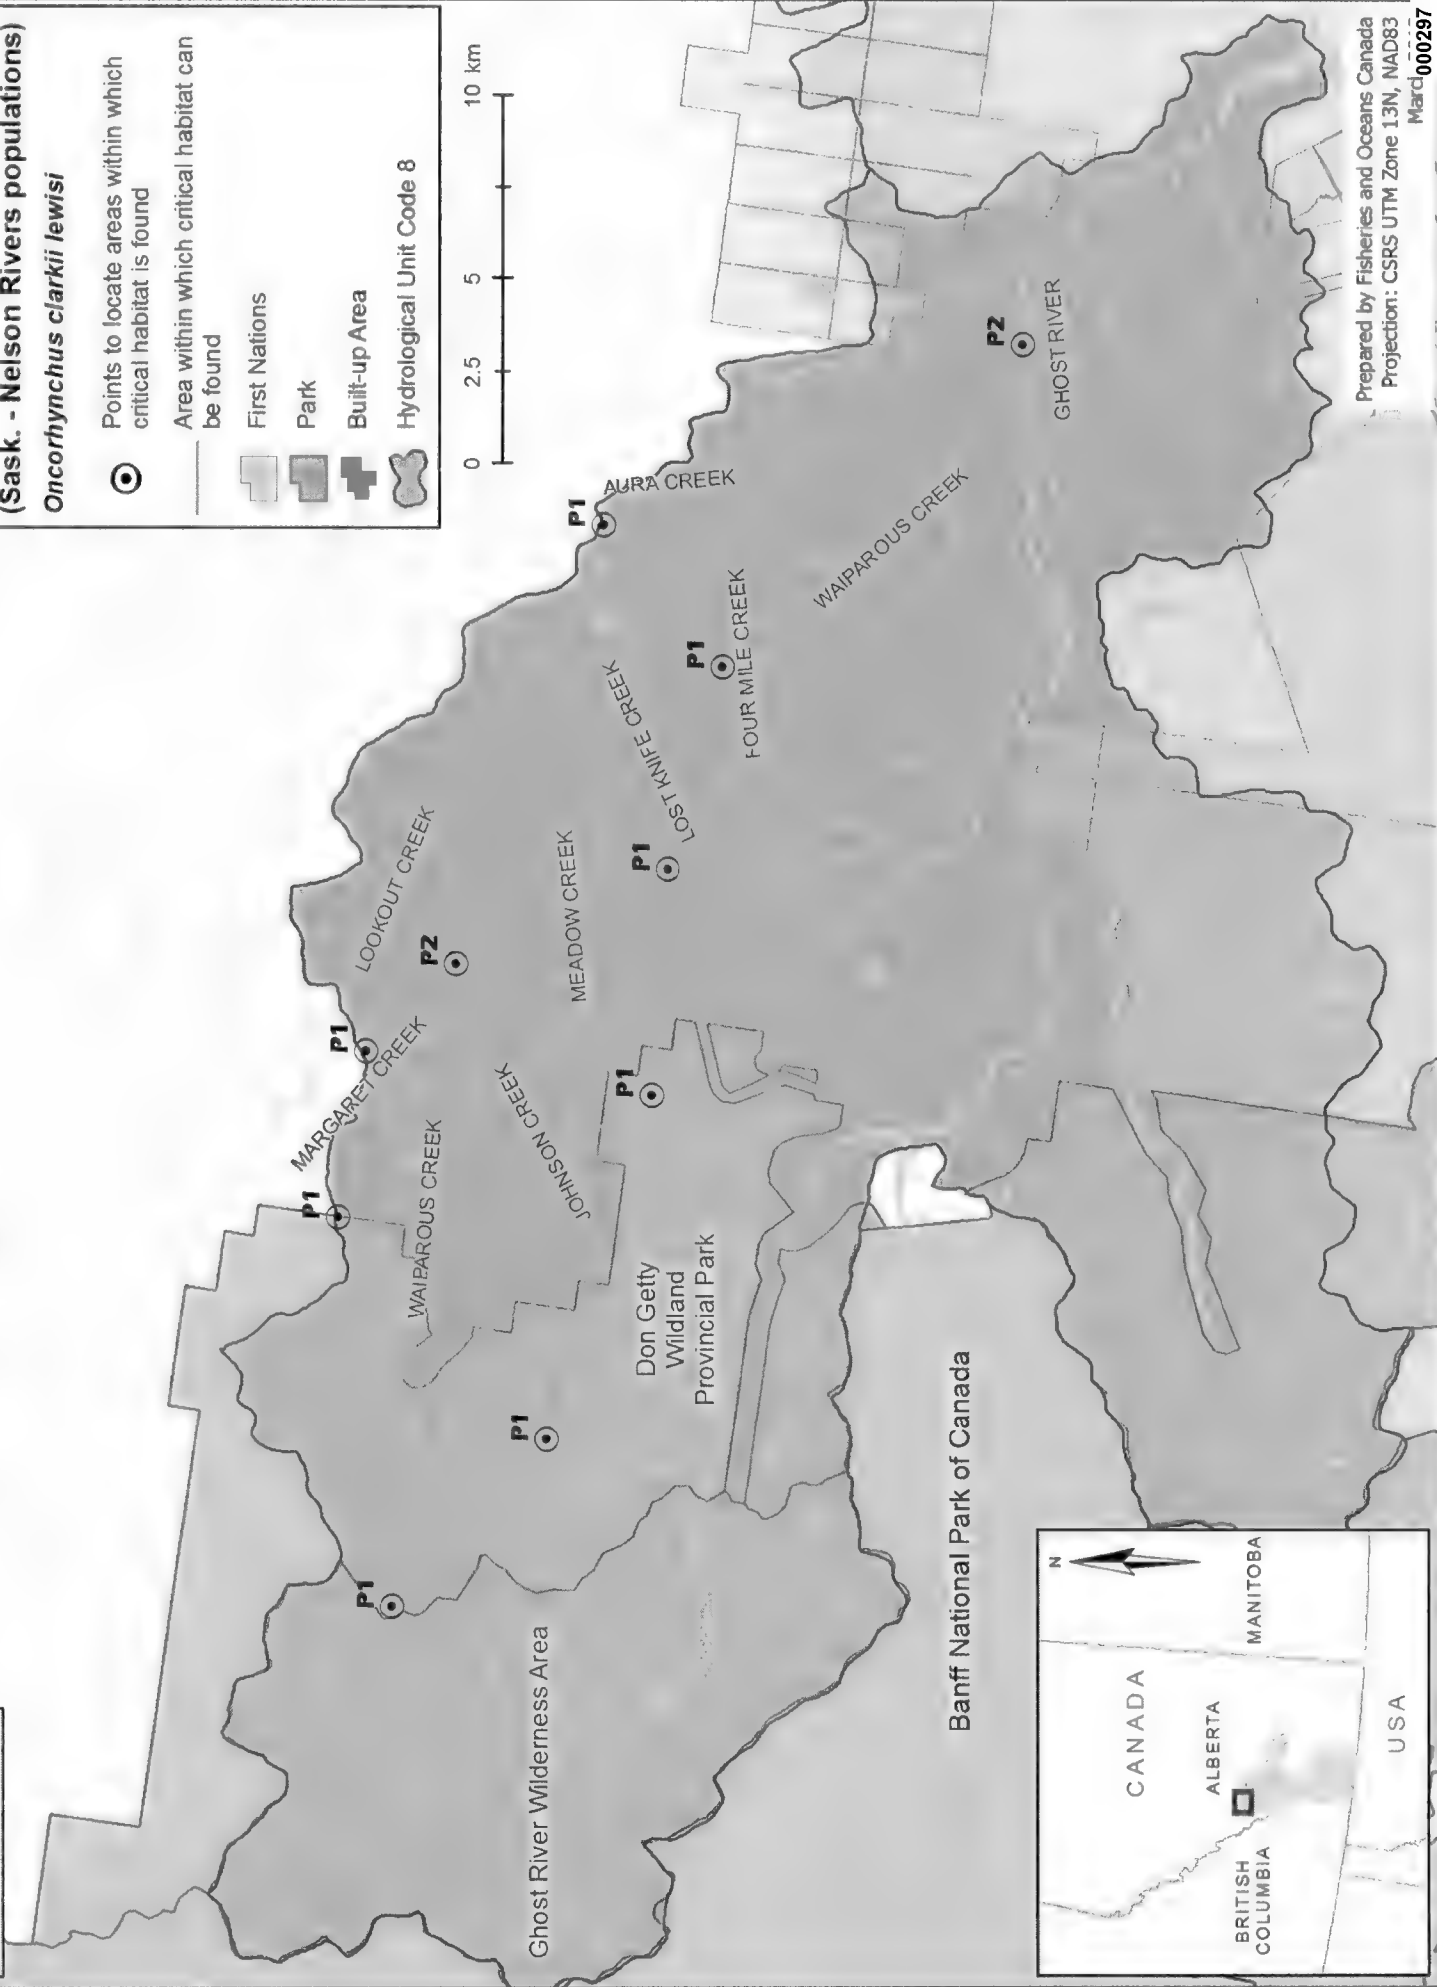 (Sask. - Nelson Rivers populations)
Oncorhynchus clarkii lewisi
Points to locate areas within which
critical habitat is found
Area within which critical habitat can
be found
First Nations
Park
Built-up Area
Hydrological Unit Code 8
0 2.5 5 10 km
P1
MARGARET CREEK
P1
P1
LOOKOUT CREEK
P2
WAIPAROUS CREEK
P1
JOHNSON CREEK
MEADOW CREEK
P1
AURA CREEK
P1
LOST KNIFE CREEK
P1
P1
FOUR MILE CREEK
WAIPAROUS CREEK
P2
GHOST RIVER
P1
Ghost River Wilderness Area
Don Getty
Wildland
Provincial Park
Banff National Park of Canada
N
CANADA
ALBERTA
MANITOBA
BRITISH
COLUMBIA
USA
Prepared by Fisheries and Oceans Canada
Projection: CSRS UTM Zone 13N, NAD83
000297